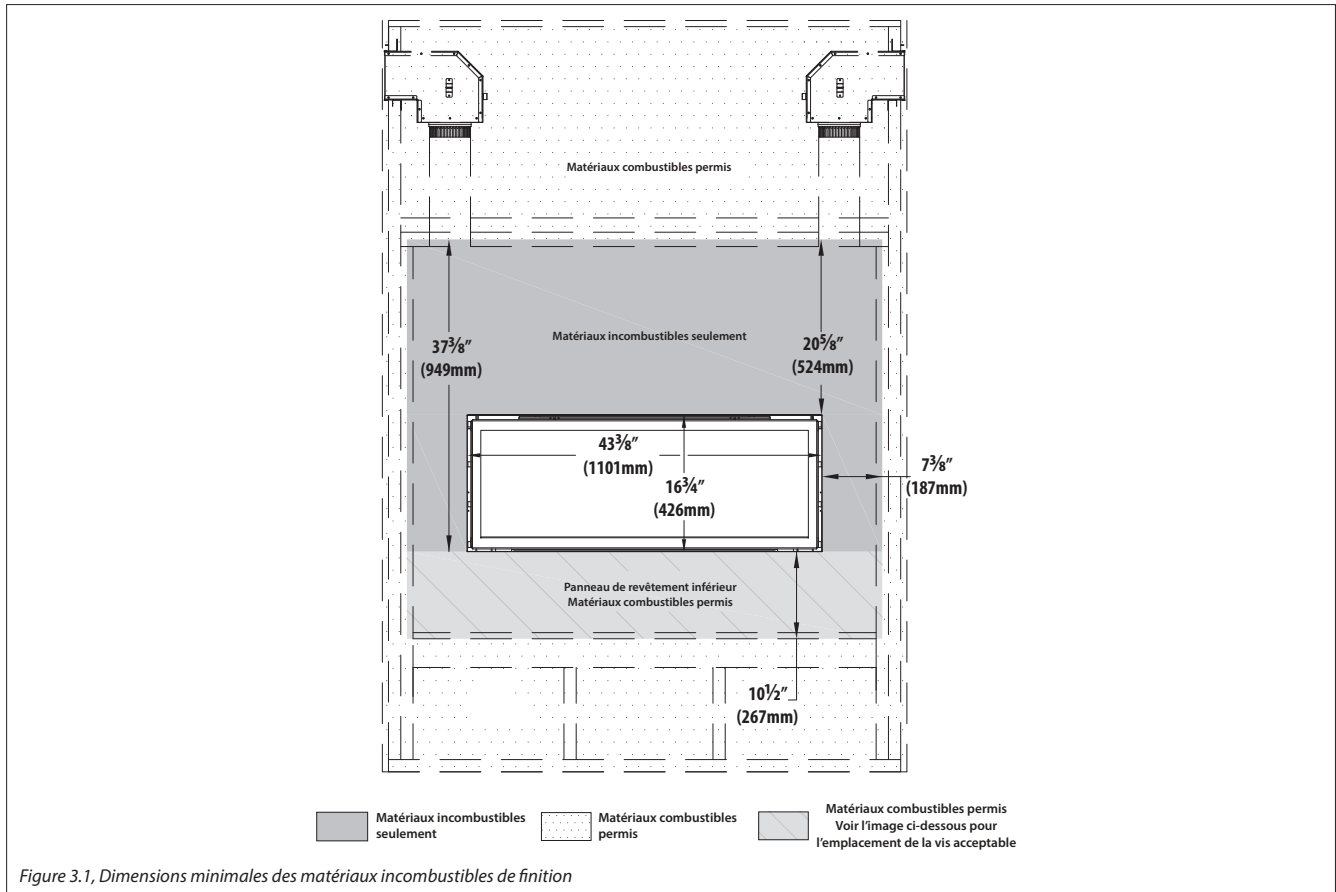 Matériaux combustibles permis
Matériaux incombustibles seulement
37⅜"
(949mm)
20⅝"
(524mm)
43⅜"
(1101mm)
16¾"
(426mm)
7⅜"
(187mm)
Panneau de revêtement inférieur
Matériaux combustibles permis
10½"
(267mm)
Matériaux incombustibles
seulement
Matériaux combustibles
permis
Matériaux combustibles permis
Voir l'image ci-dessous pour
l'emplacement de la vis acceptable
Figure 3.1, Dimensions minimales des matériaux incombustibles de finition